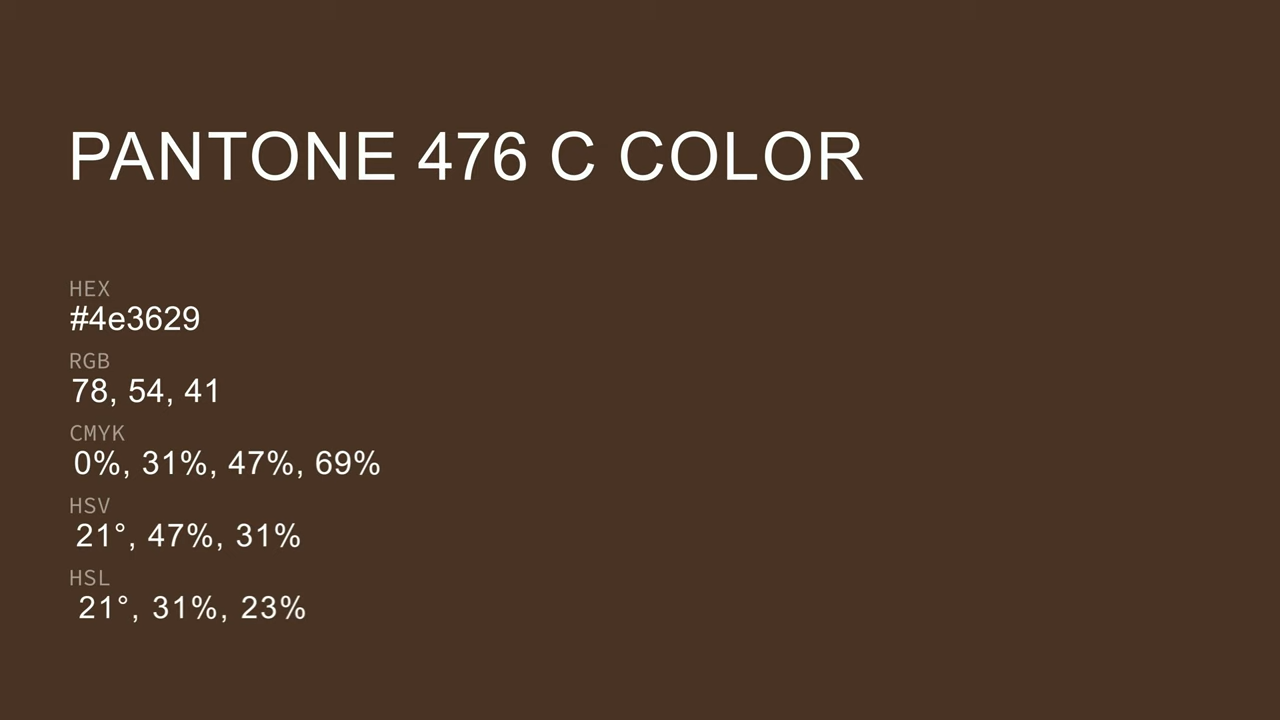 PANTONE 476 C COLOR
HEX
#4e3629
RGB
78, 54, 41
CMYK
0%, 31%, 47%, 69%
HSV
21°, 47%, 31%
HSL
21°, 31%, 23%